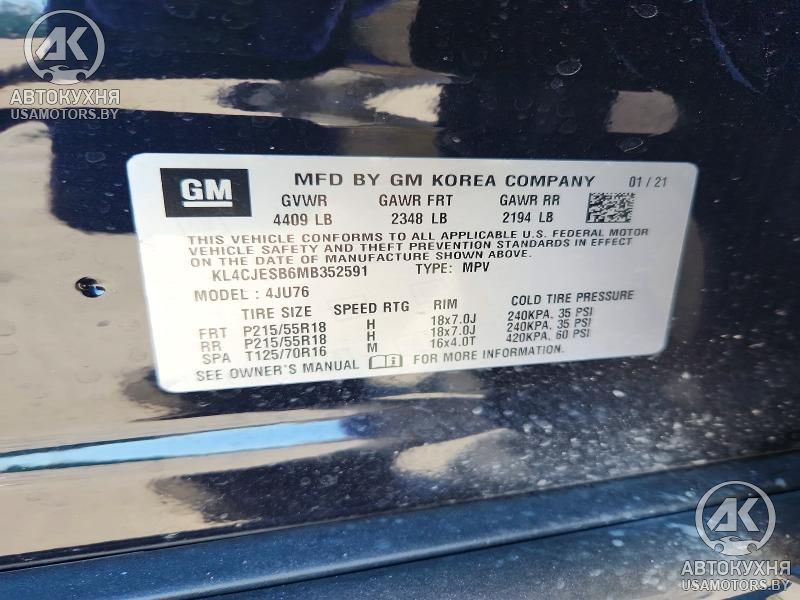 AK
АВТОКУХНЯ
USAMOTORS.BY
GM
MFD BY GM KOREA COMPANY 01 / 21
GVWR GAWR FRT GAWR RR
4409 LB 2348 LB 2194 LB
THIS VEHICLE CONFORMS TO ALL APPLICABLE U.S. FEDERAL MOTOR
VEHICLE SAFETY AND THEFT PREVENTION STANDARDS IN EFFECT
ON THE DATE OF MANUFACTURE SHOWN ABOVE.
KL4CJESB6MB352591 TYPE: MPV
MODEL : 4JU76
TIRE SIZE SPEED RTG RIM COLD TIRE PRESSURE
FRT P215/55R18 H 18x7.0J 240KPA, 35 PSI
RR P215/55R18 H 18x7.0J 240KPA, 35 PSI
SPA T125/70R16 M 16x4.0T 420KPA, 60 PSI
SEE OWNER'S MANUAL FOR MORE INFORMATION
AK
АВТОКУХНЯ
USAMOTORS.BY